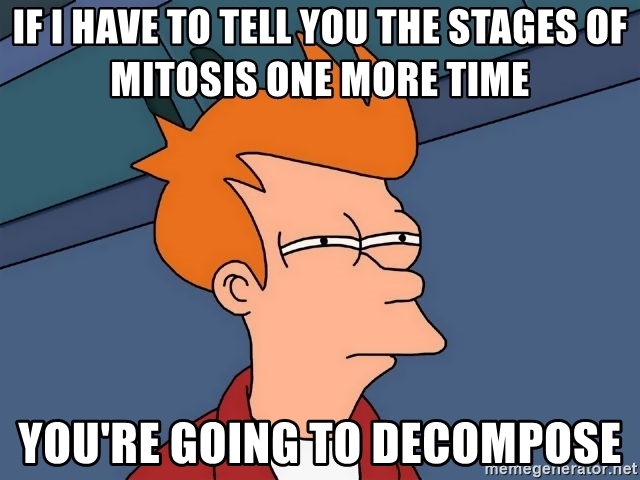 IF I HAVE TO TELL YOU THE STAGES OF
MITOSIS ONE MORE TIME
YOU'RE GOING TO DECOMPOSE
memegenerator.net